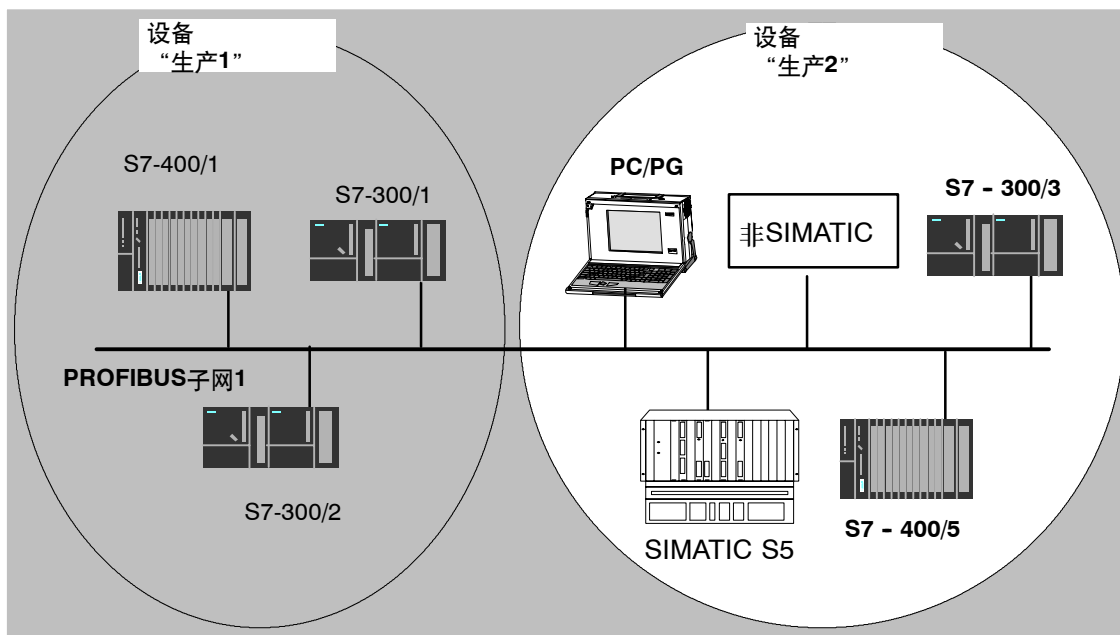 设备
“生产1”
设备
“生产2”
S7-400/1
S7-300/1
PC/PG
非SIMATIC
S7 - 300/3
PROFIBUS子网1
S7-300/2
SIMATIC S5
S7 - 400/5